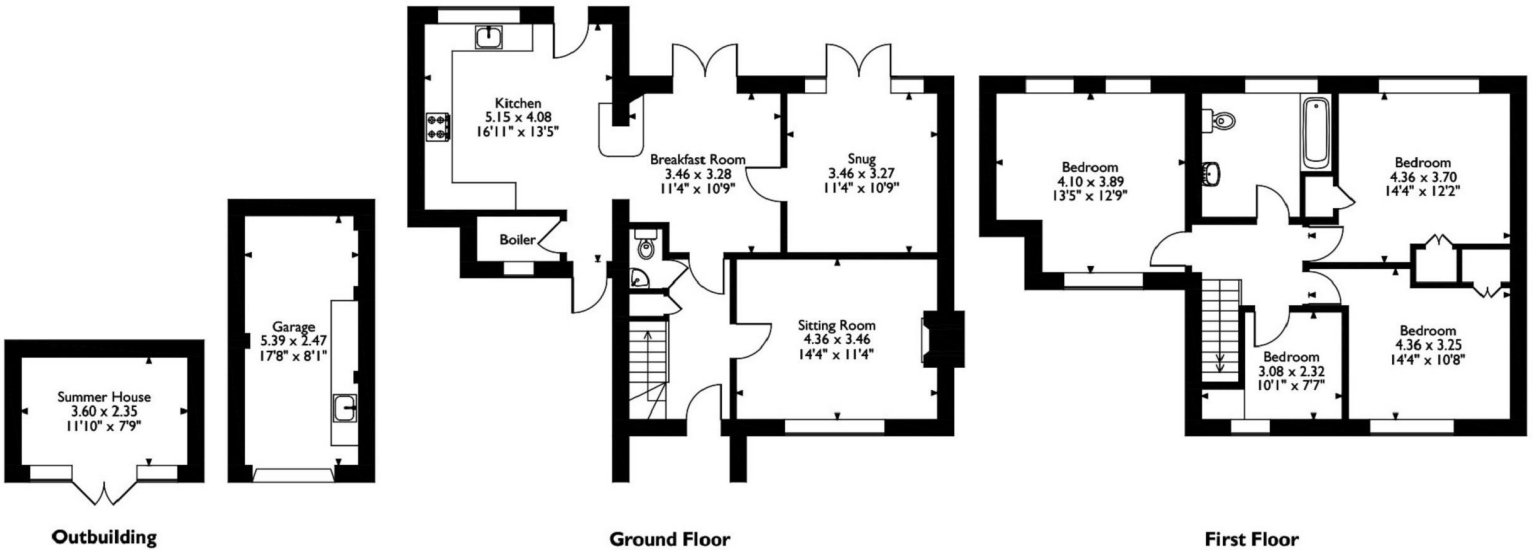 Summer House
3.60 x 2.35
11'10" x 7'9"
Outbuilding
Garage
5.39 x 2.47
17'8" x 8'1"
Kitchen
5.15 x 4.08
16'11" x 13'5"
Breakfast Room
3.46 x 3.28
11'4" x 10'9"
Snug
3.46 x 3.27
11'4" x 10'9"
Boiler
Sitting Room
4.36 x 3.46
14'4" x 11'4"
Ground Floor
Bedroom
4.10 x 3.89
13'5" x 12'9"
Bedroom
4.36 x 3.70
14'4" x 12'2"
Bedroom
3.08 x 2.32
10'1" x 7'7"
Bedroom
4.36 x 3.25
14'4" x 10'8"
First Floor